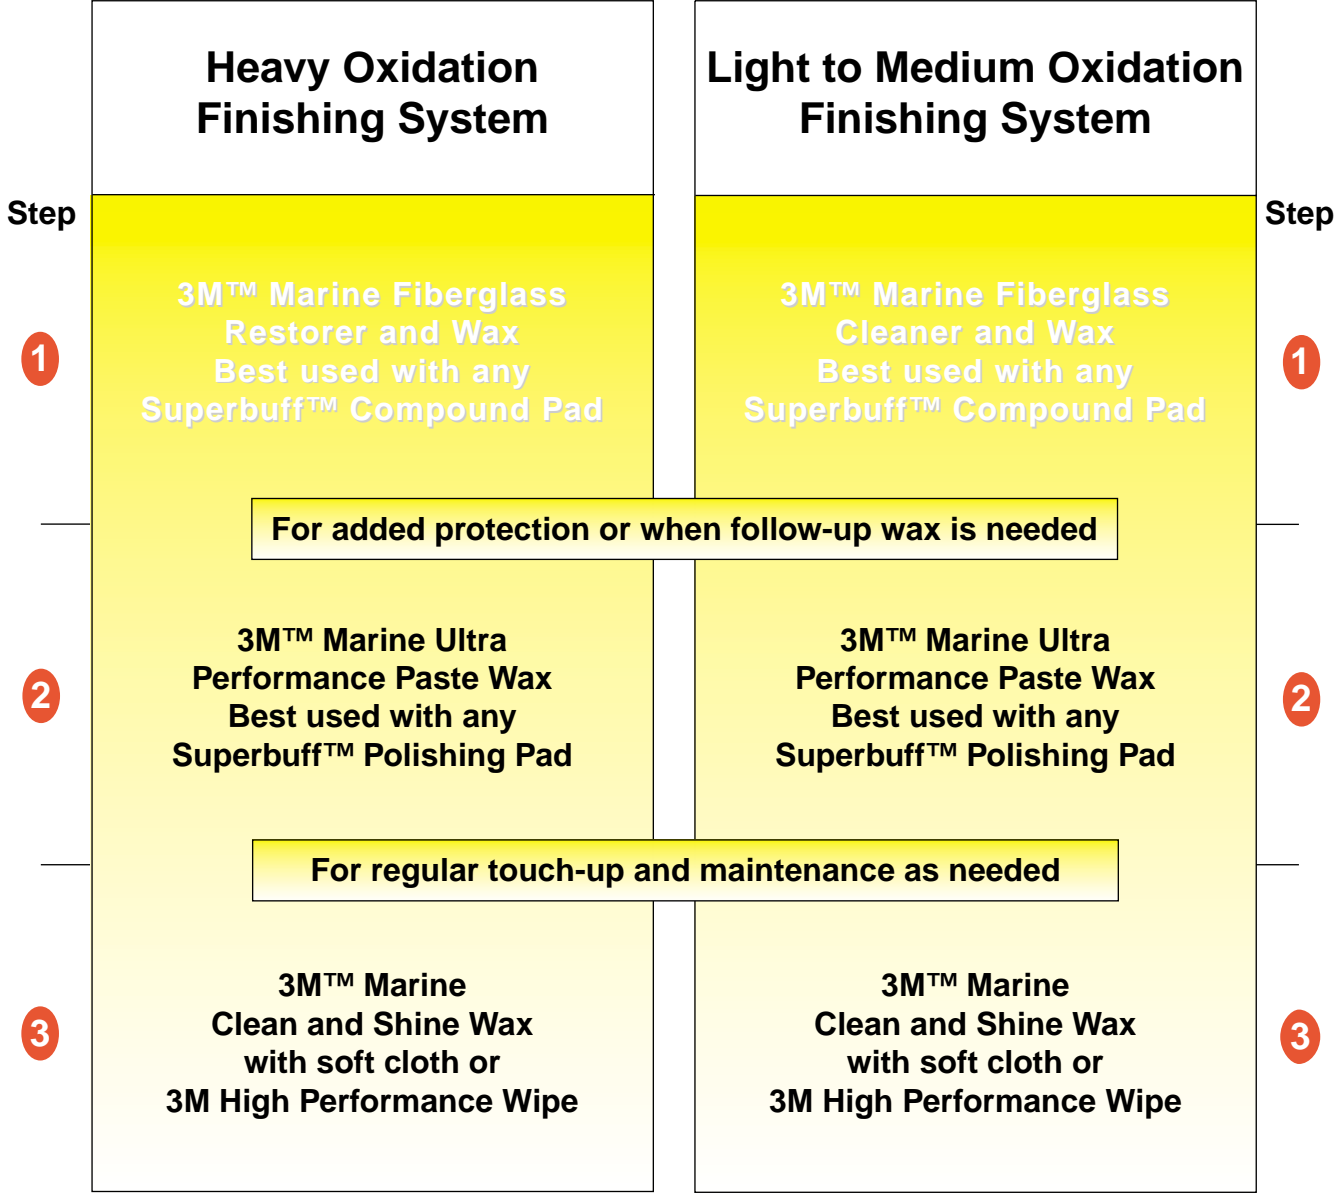 Heavy Oxidation
Finishing System
Light to Medium Oxidation
Finishing System
Step
Step
1
3M™ Marine Fiberglass
Restorer and Wax
Best used with any
Superbuff™ Compound Pad
3M™ Marine Fiberglass
Cleaner and Wax
Best used with any
Superbuff™ Compound Pad
1
For added protection or when follow-up wax is needed
2
3M™ Marine Ultra
Performance Paste Wax
Best used with any
Superbuff™ Polishing Pad
3M™ Marine Ultra
Performance Paste Wax
Best used with any
Superbuff™ Polishing Pad
2
For regular touch-up and maintenance as needed
3
3M™ Marine
Clean and Shine Wax
with soft cloth or
3M High Performance Wipe
3M™ Marine
Clean and Shine Wax
with soft cloth or
3M High Performance Wipe
3